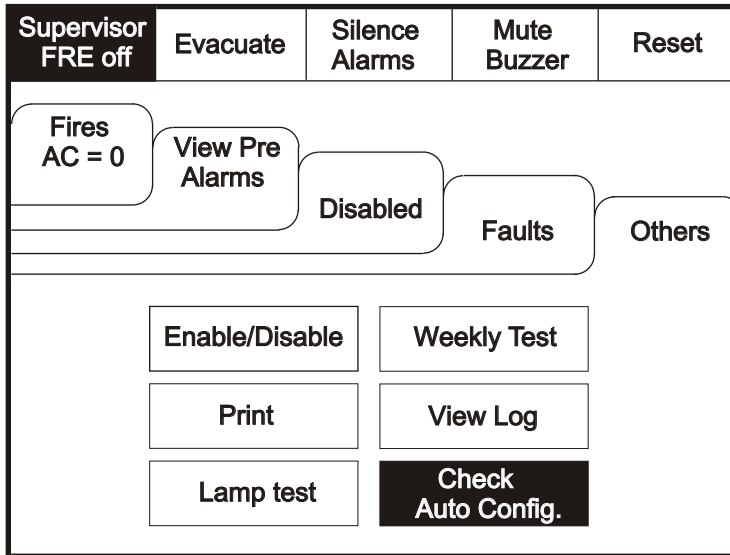 Supervisor
FRE off
Evacuate
Silence
Alarms
Mute
Buzzer
Reset
Fires
AC = 0
View Pre
Alarms
Disabled
Faults
Others
Enable/Disable
Weekly Test
Print
View Log
Lamp test
Check
Auto Config.